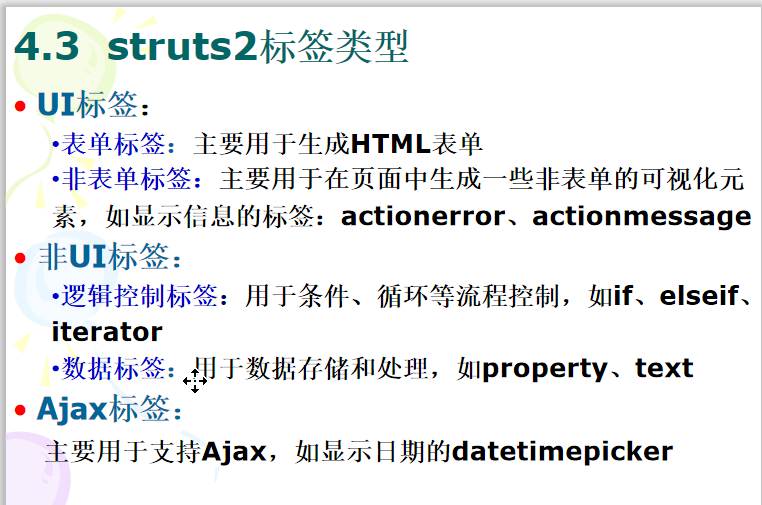 4.3 struts2标签类型
• UI标签：
•表单标签：主要用于生成HTML表单
•非表单标签：主要用于在页面中生成一些非表单的可视化元
素，如显示信息的标签：actionerror、actionmessage
• 非UI标签：
•逻辑控制标签：用于条件、循环等流程控制，如if、elseif、
iterator
•数据标签：用于数据存储和处理，如property、text
• Ajax标签：
主要用于支持Ajax，如显示日期的datetimepicker